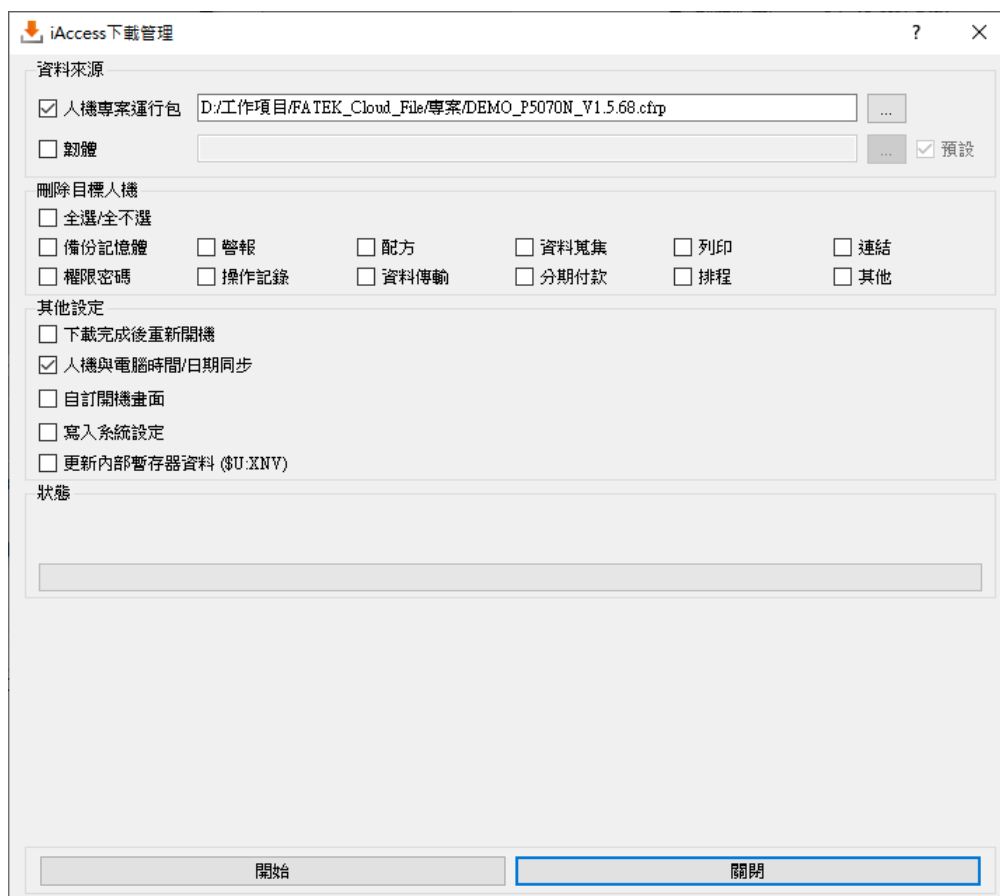 iAccess下載管理
資料來源
人機專案運行包 D:/工作項目/FATEK_Cloud_File/專案/DEMO_P5070N_V1.5.68.cfrp ...
韌體 ... 預設
刪除目標人機
全選/全不選
備份記憶體 警報 配方 資料蒐集 列印 連結
權限密碼 操作記錄 資料傳輸 分期付款 排程 其他
其他設定
下載完成後重新開機
人機與電腦時間/日期同步
自訂開機畫面
寫入系統設定
更新內部暫存器資料 ($U:XNV)
狀態
開始 關閉